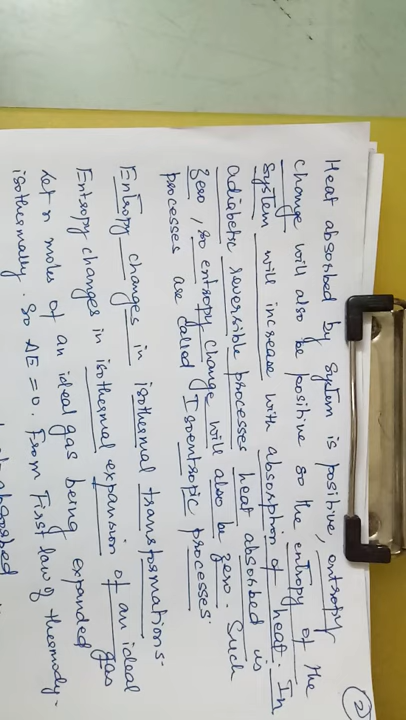 2
Heat absorbed by system is positive, entropy
change will also be positive so the entropy of the
system will increase with absorption of heat. In
adiabatic reversible processes heat absorbed is
zero, so entropy change will also be zero. Such
processes are called Isoentropic processes.
Entropy changes in isothermal transformations-
Entropy changes in isothermal expansion of an ideal
gas
Let n moles of an ideal gas being expanded
isothermally. So ΔE = 0. From First law of thermody-
absorbed